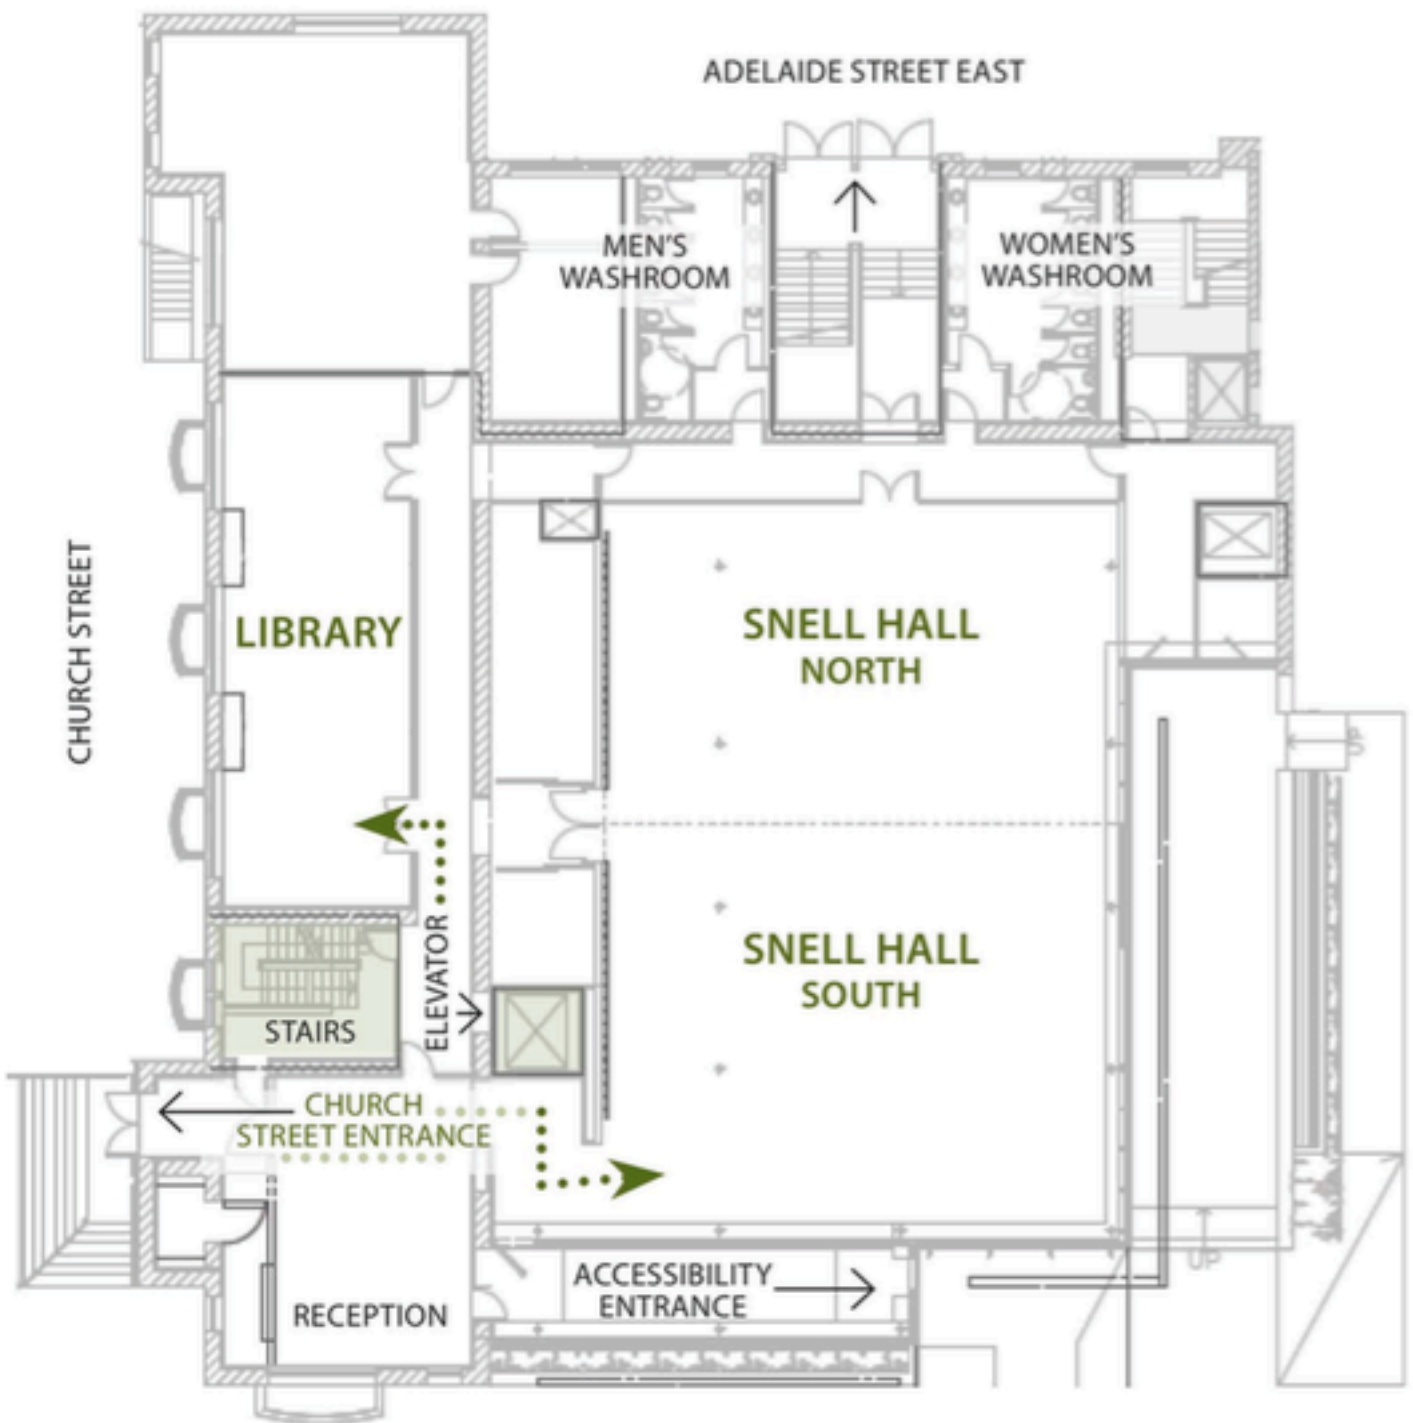 ADELAIDE STREET EAST
MEN'S
WASHROOM
WOMEN'S
WASHROOM
CHURCH STREET
LIBRARY
SNELL HALL
NORTH
UP
SNELL HALL
SOUTH
ELEVATOR
STAIRS
CHURCH
STREET ENTRANCE
UP
ACCESSIBILITY
ENTRANCE
RECEPTION